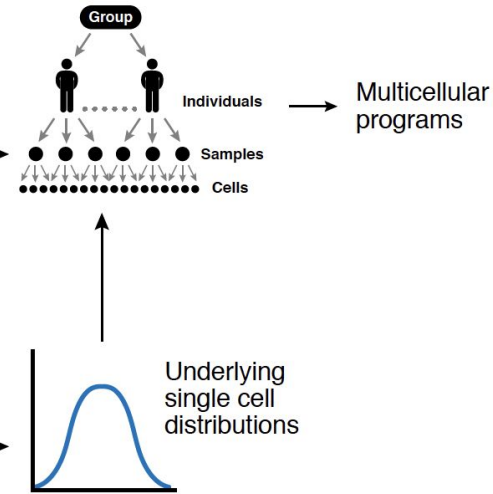 Group
Individuals
Multicellular
programs
Samples
Cells
Underlying
single cell
distributions